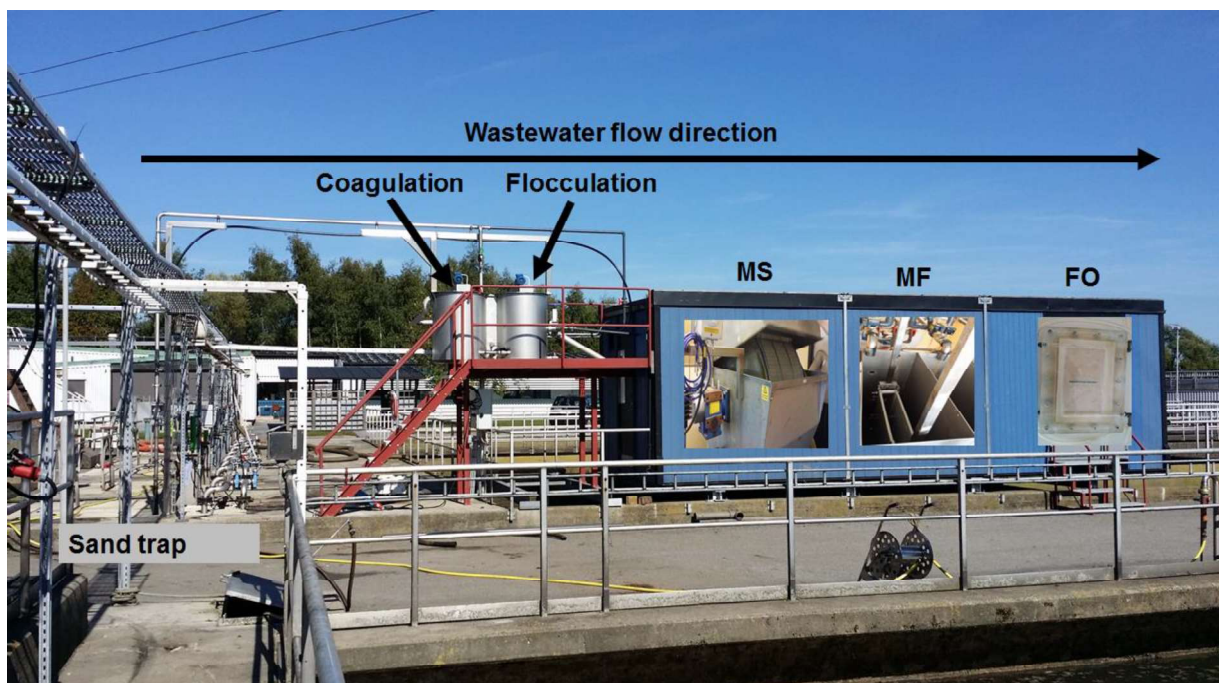 Wastewater flow direction
Coagulation
Flocculation
MS
MF
FO
Sand trap